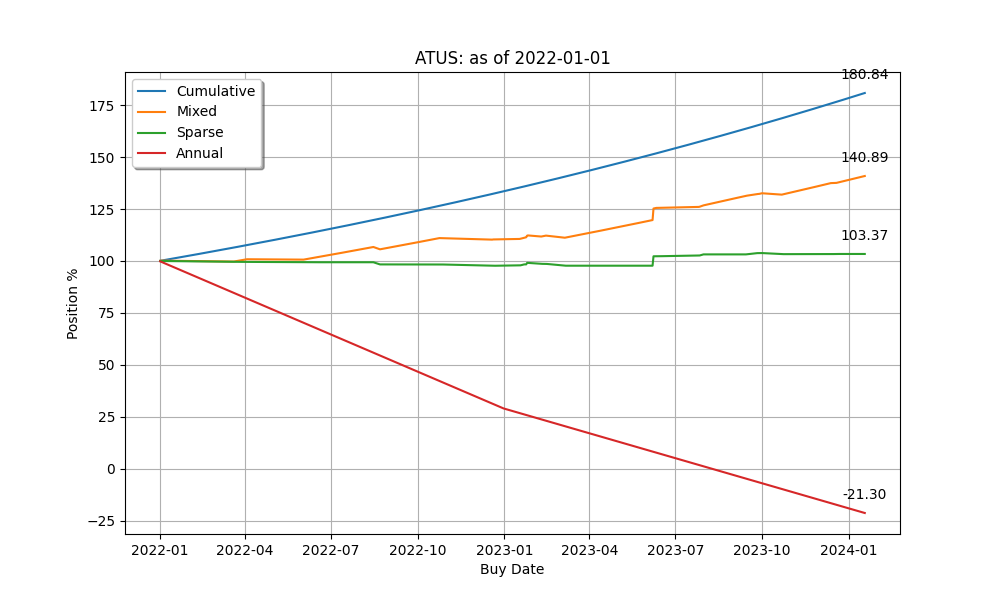 ATUS: as of 2022-01-01
Cumulative
Mixed
Sparse
Annual
180.84
140.89
103.37
-21.30
Position %
175
150
125
100
75
50
25
0
−25
2022-01 2022-04 2022-07 2022-10 2023-01 2023-04 2023-07 2023-10 2024-01
Buy Date